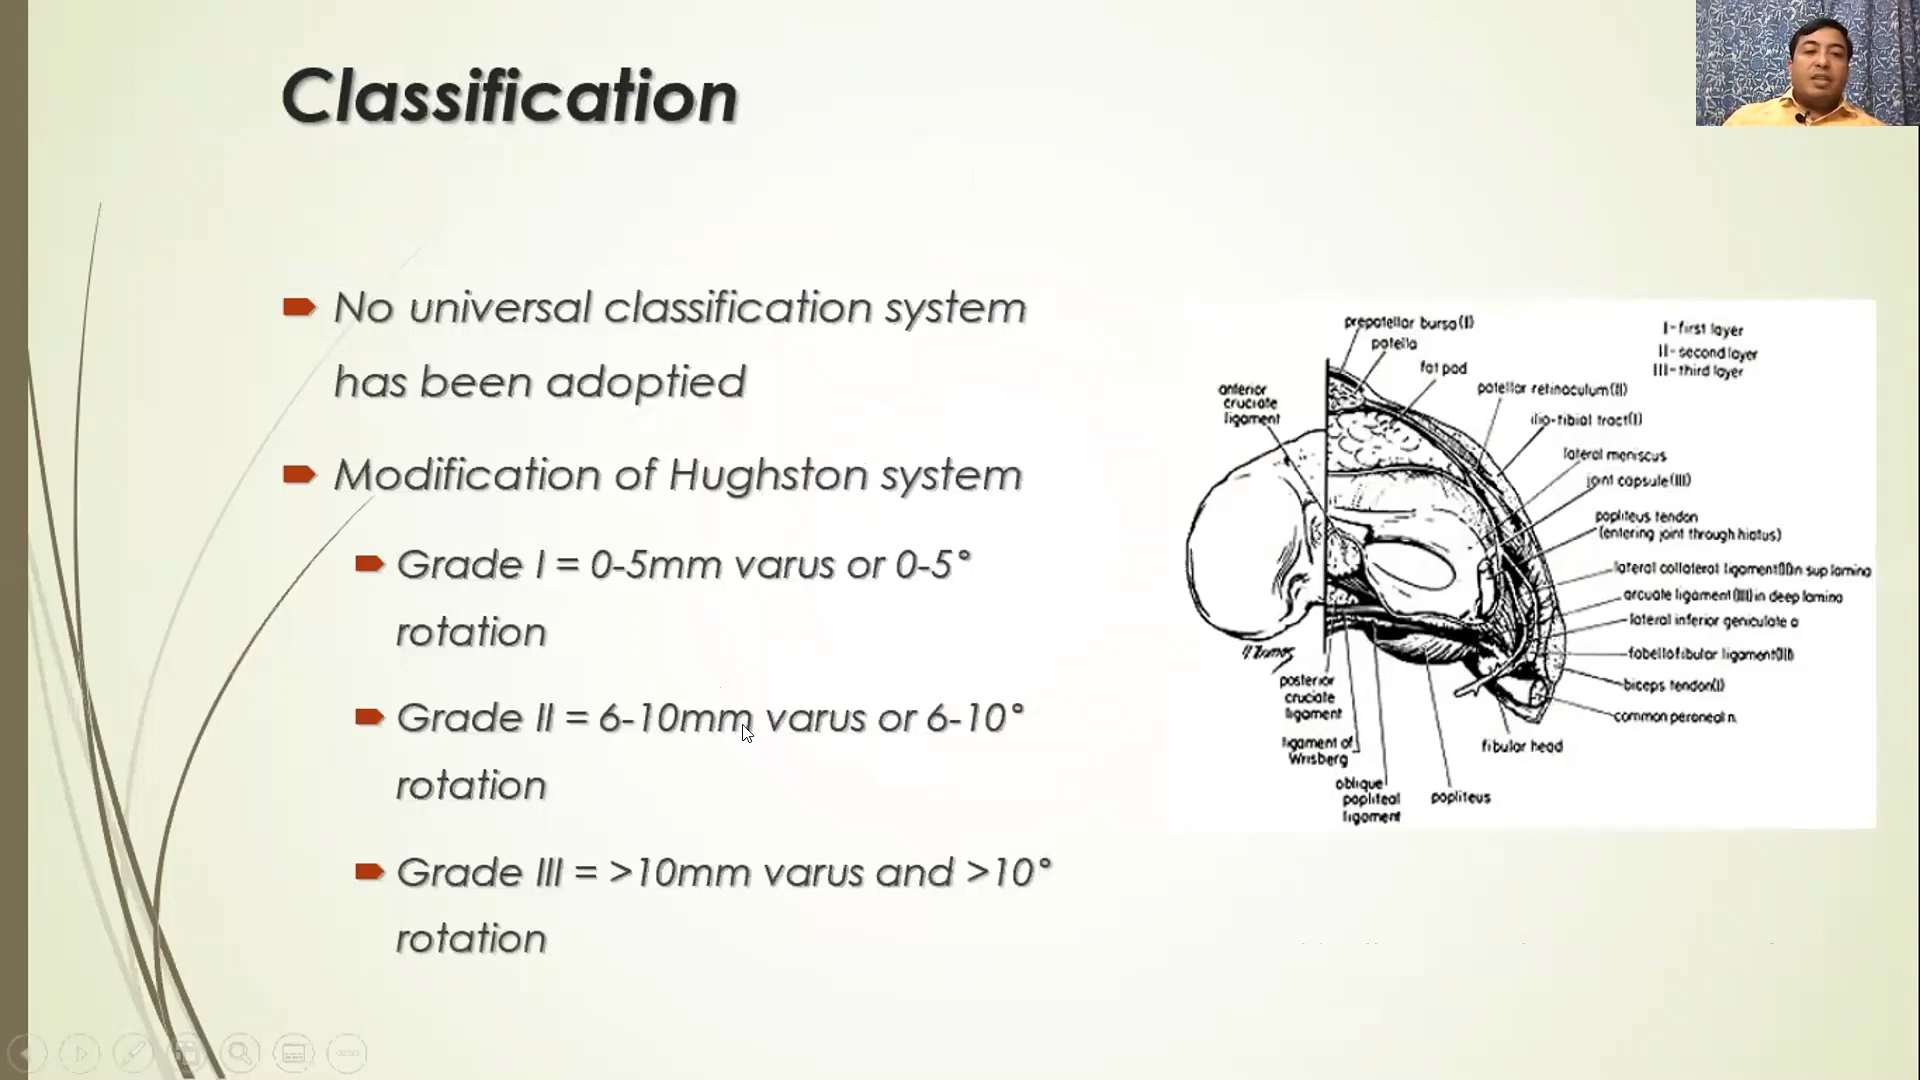 Classification
No universal classification system
has been adoptied
Modification of Hughston system
Grade I = 0-5mm varus or 0-5°
rotation
Grade II = 6-10mm varus or 6-10°
rotation
Grade III = >10mm varus and >10°
rotation
prepatellar bursa (I)
patella
fat pad
I-first layer
II-second layer
III-third layer
anterior
cruciate
ligament
patellar retinaculum (II)
ilio-tibial tract (I)
lateral meniscus
joint capsule (III)
popliteus tendon
(entering joint through hiatus)
lateral collateral ligament in sup lamina
arcuate ligament (III) in deep lamina
lateral inferior geniculate a
fabellofibular ligament
biceps tendon (I)
common peroneal n.
fibular head
posterior
cruciate
ligament
ligament of
Wrisberg
oblique
popliteal
ligament
popliteus